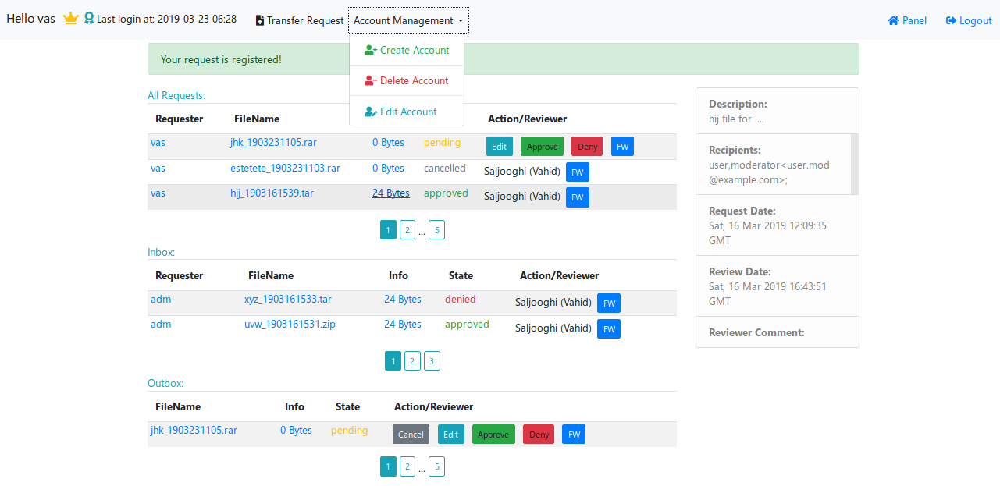 Hello vas Last login at: 2019-03-23 06:28 Transfer Request Account Management Panel Logout
Create Account
Delete Account
Edit Account
Your request is registered!
All Requests:
Requester FileName Action/Reviewer
vas jhk_1903231105.rar 0 Bytes pending Edit Approve Deny FW
vas estetete_1903231103.rar 0 Bytes cancelled Saljooghi (Vahid) FW
vas hij_1903161539.tar 24 Bytes approved Saljooghi (Vahid) FW
1 2 ... 5
Inbox:
Requester FileName Info State Action/Reviewer
adm xyz_1903161533.tar 24 Bytes denied Saljooghi (Vahid) FW
adm uvw_1903161531.zip 24 Bytes approved Saljooghi (Vahid) FW
1 2 3
Outbox:
FileName Info State Action/Reviewer
jhk_1903231105.rar 0 Bytes pending Cancel Edit Approve Deny FW
1 2 ... 5
Description:
hij file for ....
Recipients:
user,moderator<user.mod
@example.com>;
Request Date:
Sat, 16 Mar 2019 12:09:35
GMT
Review Date:
Sat, 16 Mar 2019 16:43:51
GMT
Reviewer Comment: